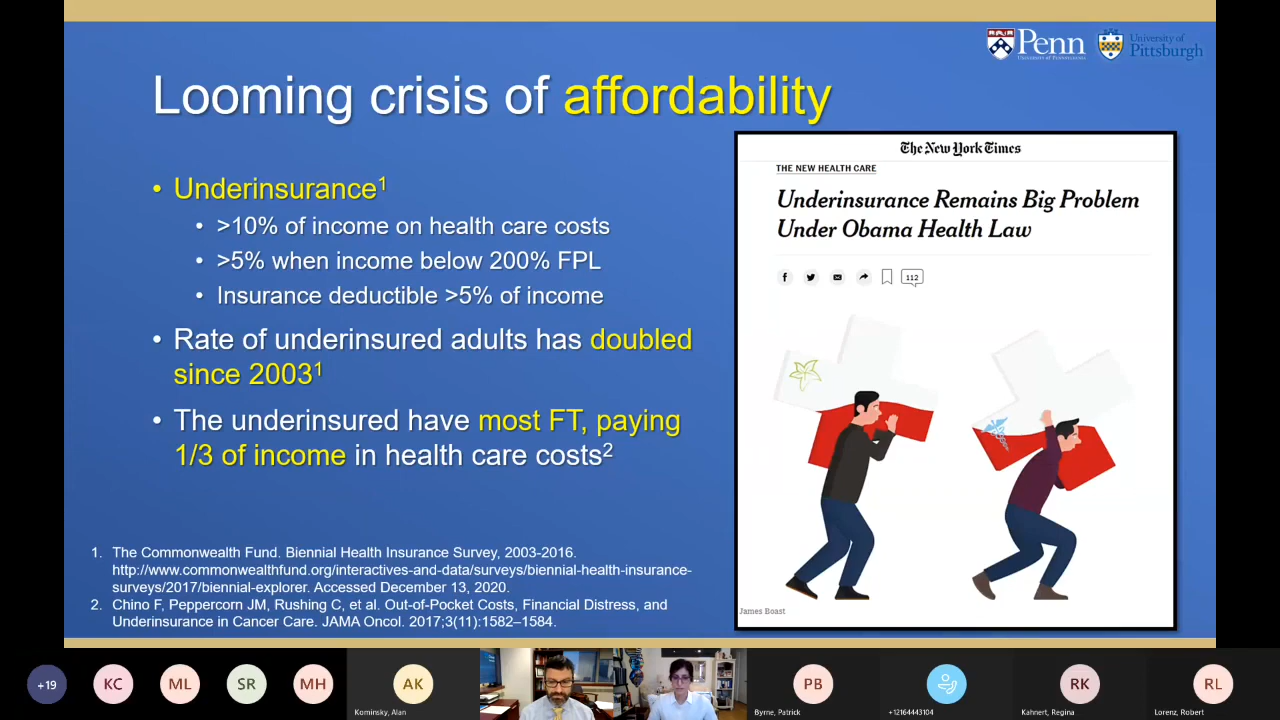 Penn
UNIVERSITY of PENNSYLVANIA
University of
Pittsburgh
Looming crisis of affordability
• Underinsurance1
• >10% of income on health care costs
• >5% when income below 200% FPL
• Insurance deductible >5% of income
• Rate of underinsured adults has doubled
since 20031
• The underinsured have most FT, paying
1/3 of income in health care costs2
The New York Times
THE NEW HEALTH CARE
Underinsurance Remains Big Problem
Under Obama Health Law
112
James Boast
1. The Commonwealth Fund. Biennial Health Insurance Survey, 2003-2016.
http://www.commonwealthfund.org/interactives-and-data/surveys/biennial-health-insurance-
surveys/2017/biennial-explorer. Accessed December 13, 2020.
2. Chino F, Peppercorn JM, Rushing C, et al. Out-of-Pocket Costs, Financial Distress, and
Underinsurance in Cancer Care. JAMA Oncol. 2017;3(11):1582–1584.
+19
KC
ML
SR
MH
AK
Kominsky, Alan
PB
Byrne, Patrick
+12164443104
RK
Kahnert, Regina
RL
Lorenz, Robert